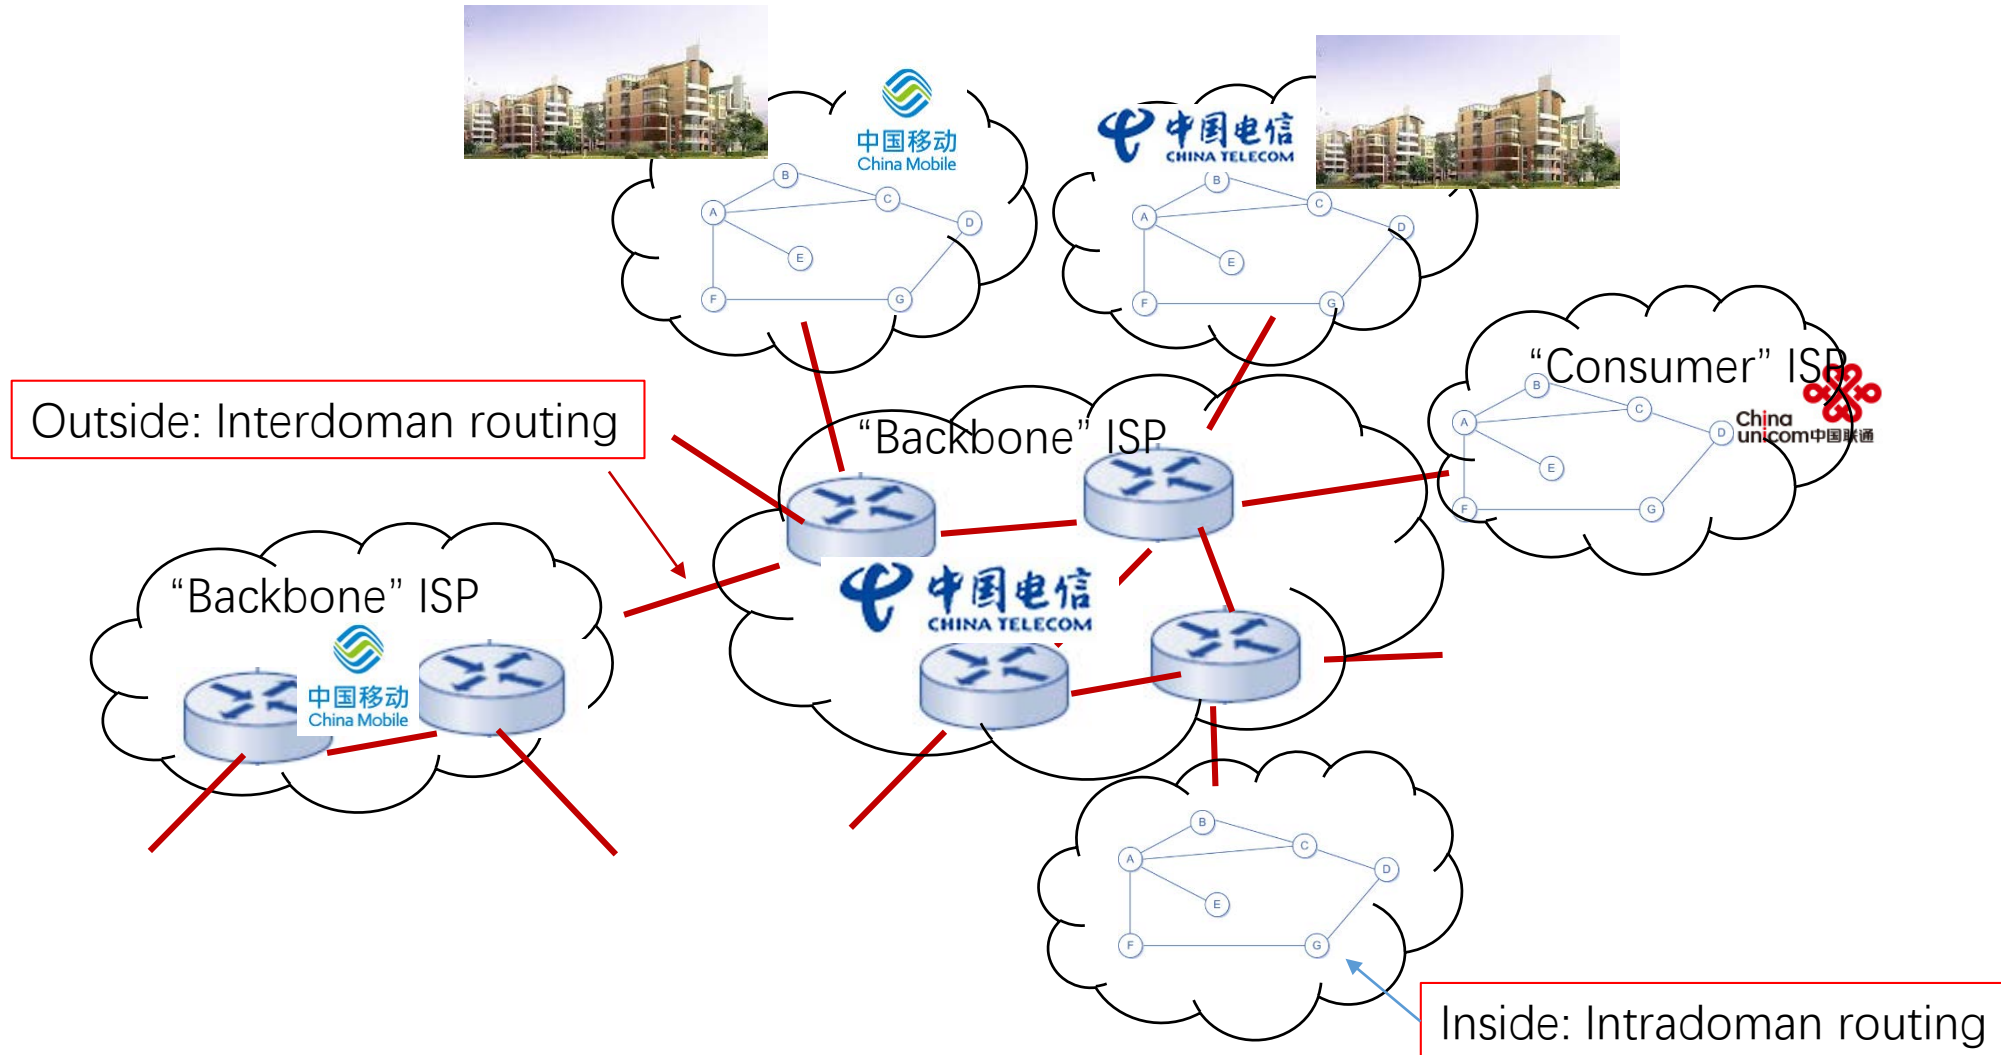 中国移动
China Mobile
B
A
C
D
E
F
G
中国电信
CHINA TELECOM
B
A
C
D
E
F
G
“Consumer” ISP
B
A
C
D
E
F
G
China
unicom中国联通
Outside: Interdoman routing
“Backbone” ISP
中国电信
CHINA TELECOM
“Backbone” ISP
中国移动
China Mobile
B
A
C
D
E
F
G
Inside: Intradoman routing